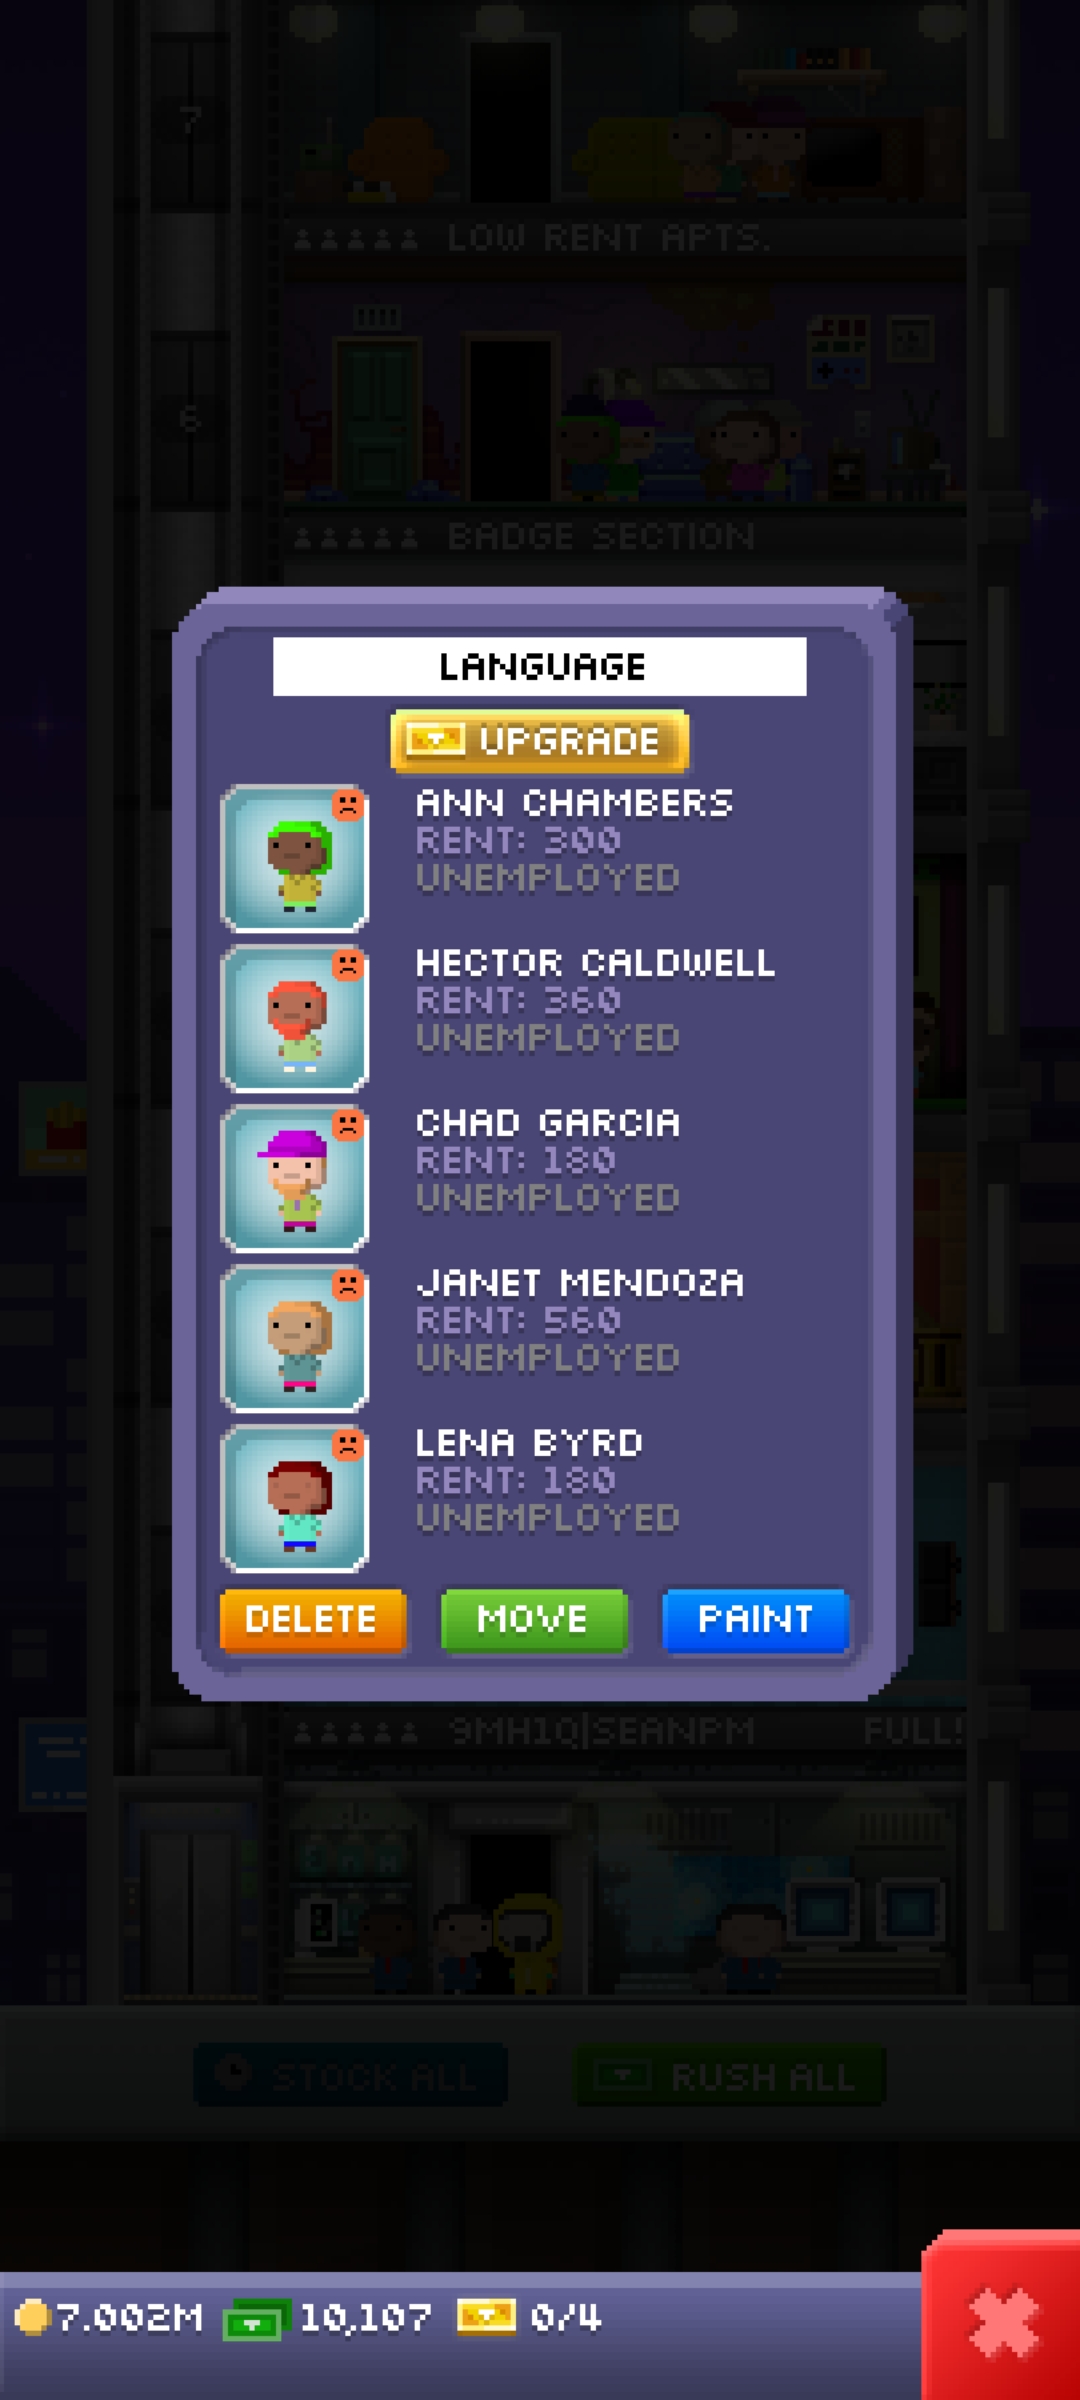 7
LOW RENT APTS.
6
BADGE SECTION
LANGUAGE
UPGRADE
ANN CHAMBERS
RENT: 300
UNEMPLOYED
HECTOR CALDWELL
RENT: 360
UNEMPLOYED
CHAD GARCIA
RENT: 180
UNEMPLOYED
JANET MENDOZA
RENT: 560
UNEMPLOYED
LENA BYRD
RENT: 180
UNEMPLOYED
DELETE MOVE PAINT
9MH1Q|SEANPM FULL!
STOCK ALL RUSH ALL
7.002M 10,107 0/4